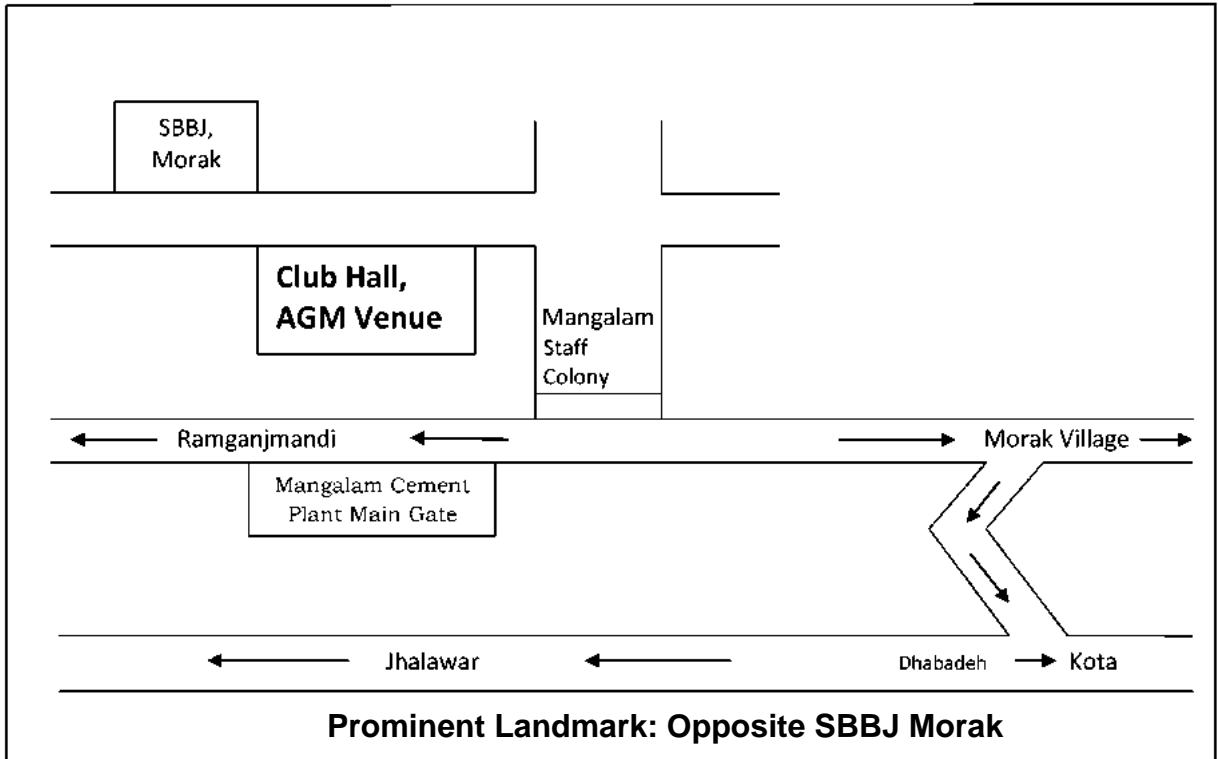 SBBJ,
Morak
Club Hall,
AGM Venue
Mangalam
Staff
Colony
Ramganjmandi
Morak Village
Mangalam Cement
Plant Main Gate
Jhalawar
Dhabadeh
Kota
Prominent Landmark: Opposite SBBJ Morak